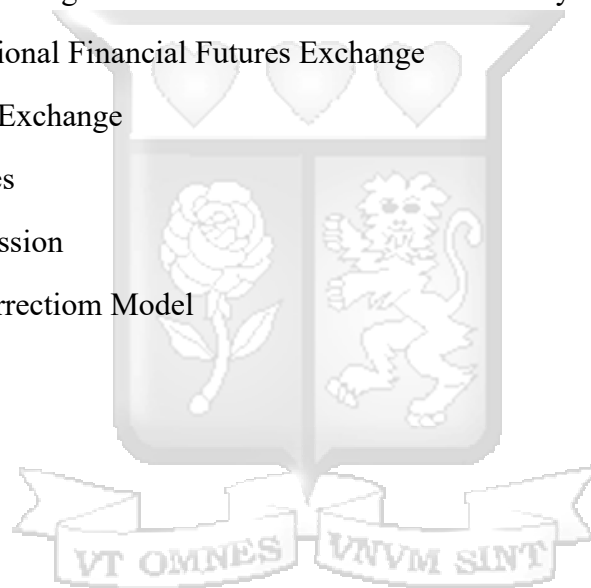 ional Financial Futures Exchange
Exchange
es
ssion
rrectiom Model
VT OMNES VNVM SINT